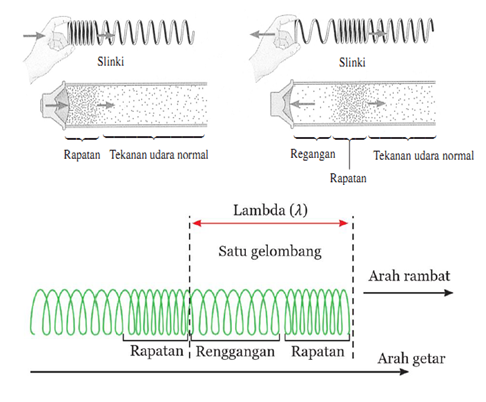 Slinki
Slinki
Rapatan
Tekanan udara normal
Regangan
Tekanan udara normal
Rapatan
Lambda (λ)
Satu gelombang
Arah rambat
Rapatan
Renggangan
Rapatan
Arah getar